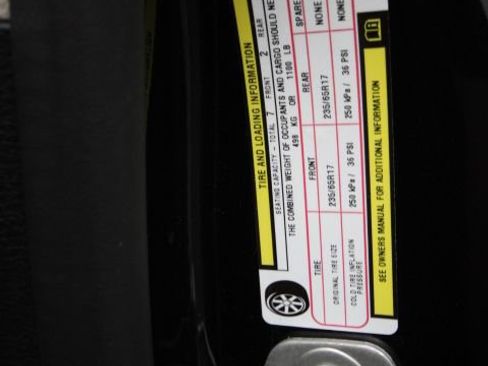 TIRE AND LOADING INFORMATION
SEATING CAPACITY - TOTAL 7 FRONT 2 REAR
THE COMBINED WEIGHT OF OCCUPANTS AND CARGO SHOULD NE
498 KG OR 1100 LB
TIRE FRONT REAR SPARE
ORIGINAL TIRE SIZE 235/65R17 235/65R17 NONE
COLD TIRE INFLATION 250 kPa / 36 PSI 250 kPa / 36 PSI NONE
PRESSURE
SEE OWNERS MANUAL FOR ADDITIONAL INFORMATION